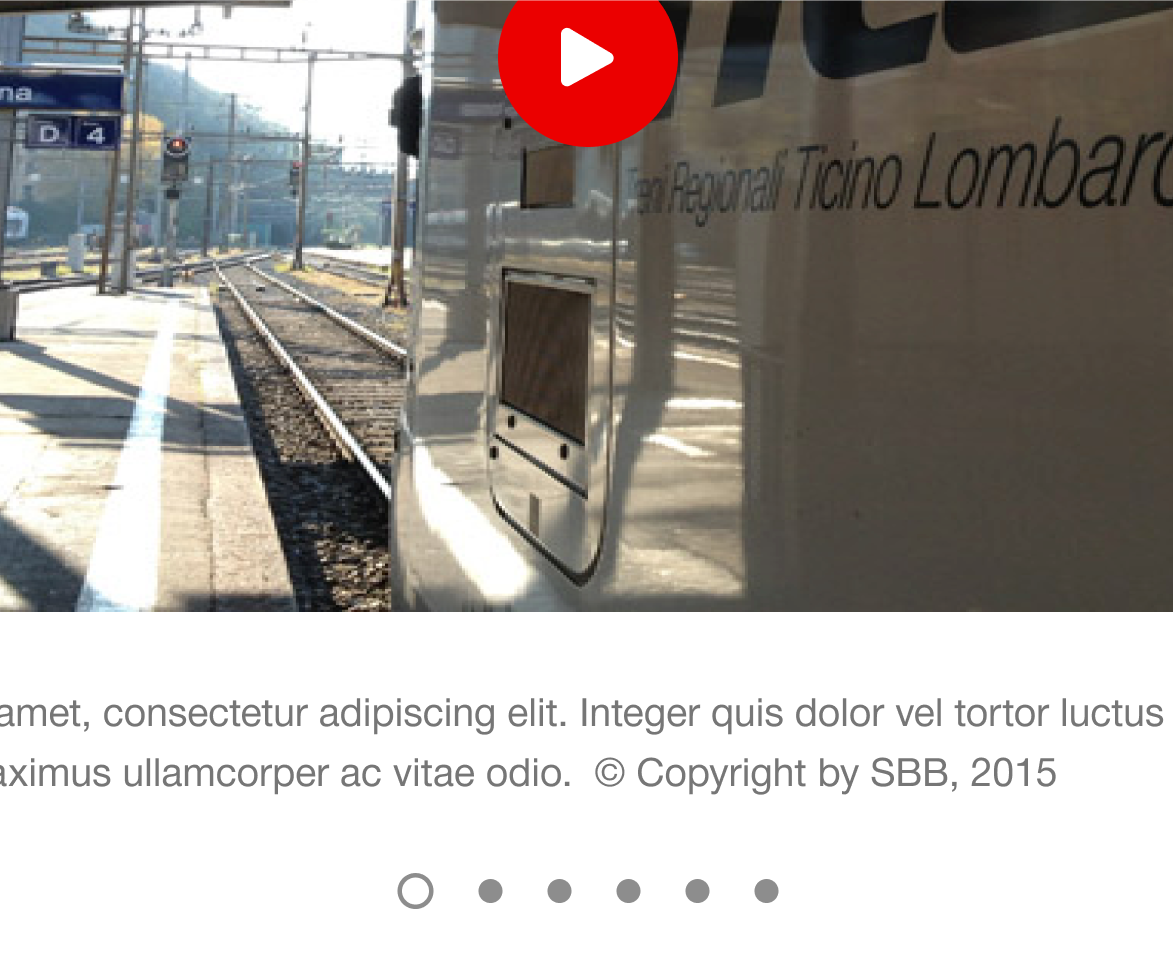 na
D 4
Treni Regionali Ticino Lombard
amet, consectetur adipiscing elit. Integer quis dolor vel tortor luctus
aximus ullamcorper ac vitae odio. © Copyright by SBB, 2015